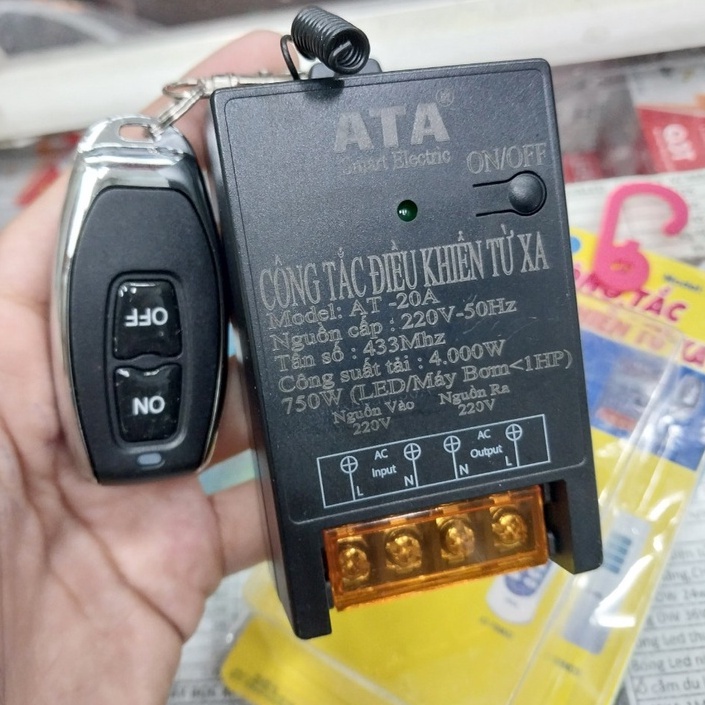 ATA®
Smart Electric
ON/OFF
CÔNG TẮC ĐIỀU KHIỂN TỪ XA
Model: AT -20A
Nguồn cấp : 220V-50Hz
Tần số : 433Mhz
Công suất tải : 4.000W
750W (LED/Máy Bơm<1HP)
Nguồn Vào
220V
Nguồn Ra
220V
AC
Input
AC
Output
L
N
N
L
OFF
ON